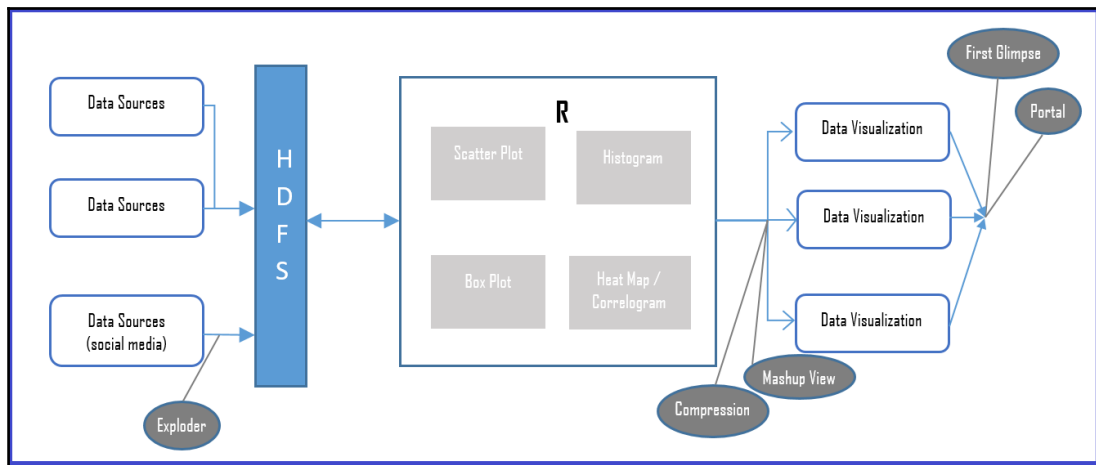 Data Sources
Data Sources
Data Sources
(social media)
Exploder
H
D
F
S
R
Scatter Plot
Histogram
Box Plot
Heat Map /
Correlogram
Compression
Mashup View
Data Visualization
Data Visualization
Data Visualization
First Glimpse
Portal